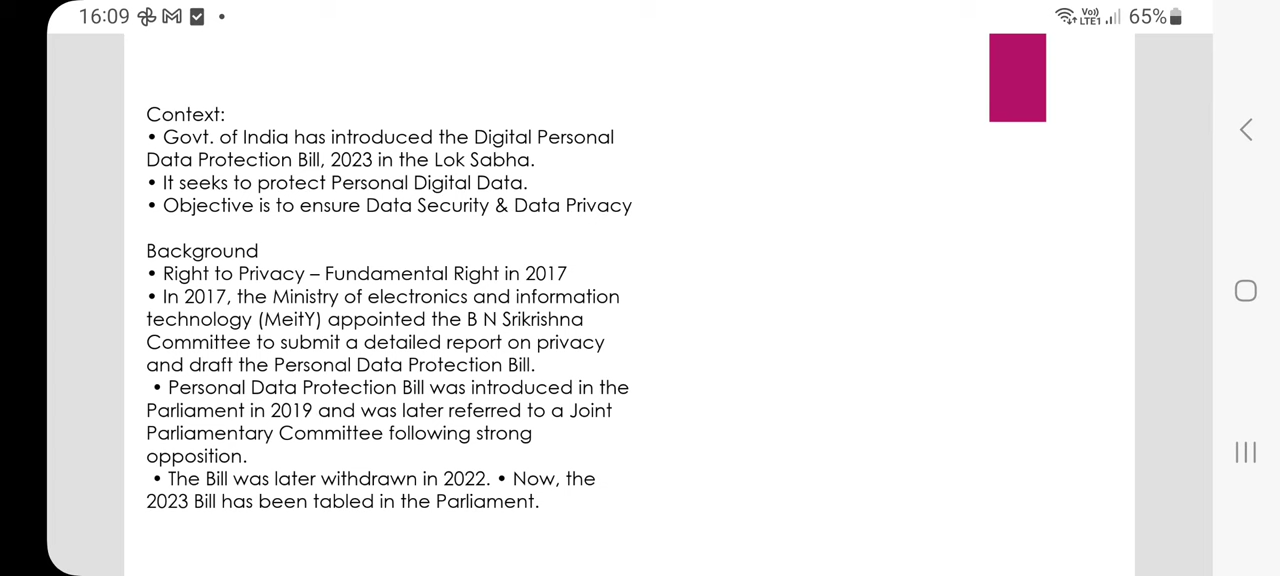 16:09
Vo))
LTE1
65%
Context:
• Govt. of India has introduced the Digital Personal
Data Protection Bill, 2023 in the Lok Sabha.
• It seeks to protect Personal Digital Data.
• Objective is to ensure Data Security & Data Privacy
Background
• Right to Privacy – Fundamental Right in 2017
• In 2017, the Ministry of electronics and information
technology (MeitY) appointed the B N Srikrishna
Committee to submit a detailed report on privacy
and draft the Personal Data Protection Bill.
• Personal Data Protection Bill was introduced in the
Parliament in 2019 and was later referred to a Joint
Parliamentary Committee following strong
opposition.
• The Bill was later withdrawn in 2022. • Now, the
2023 Bill has been tabled in the Parliament.